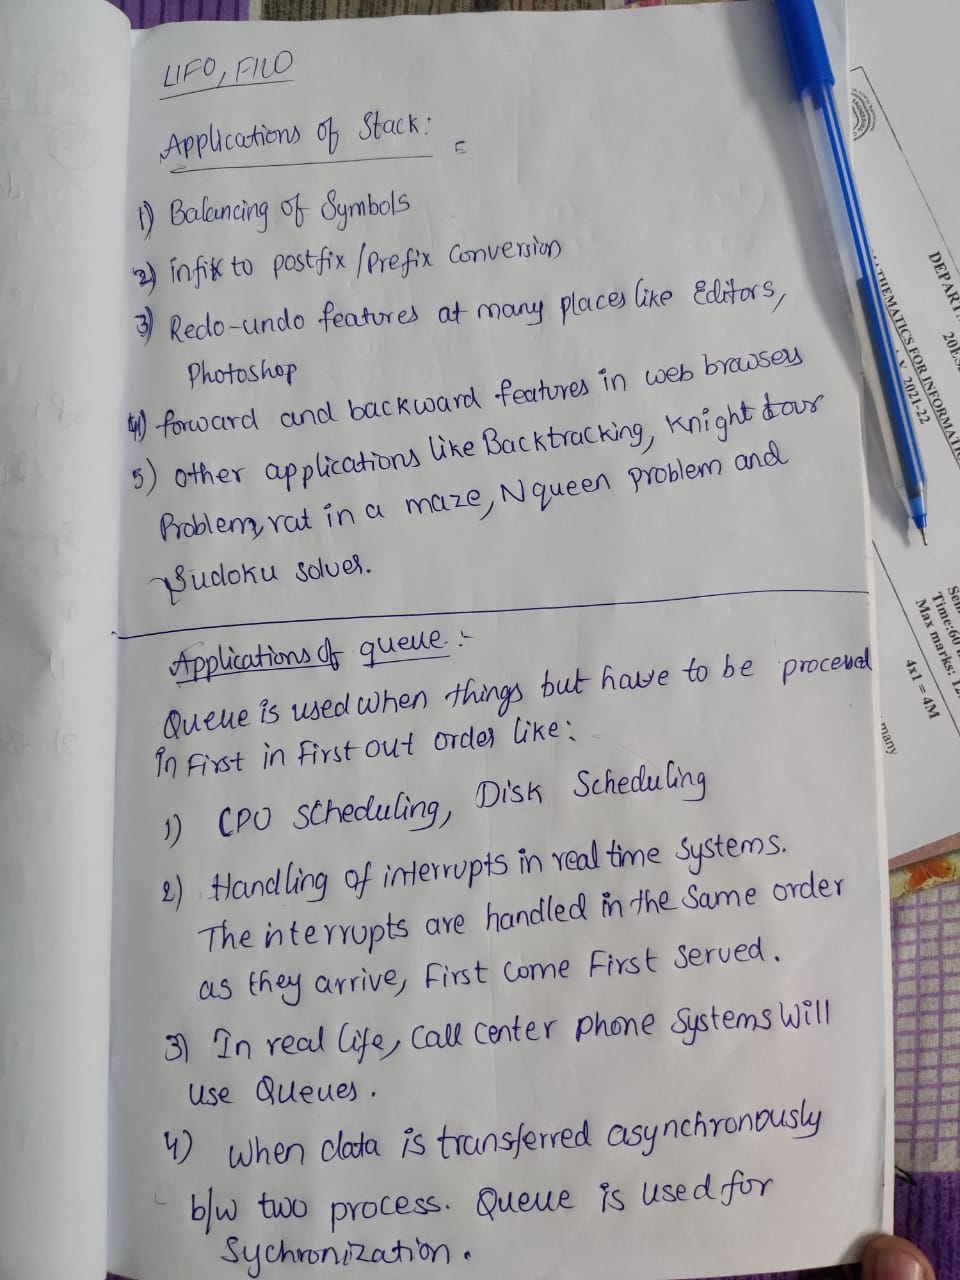 LIFO, FILO
Applications of Stack:
1) Balancing of Symbols
2) infix to postfix /Prefix Conversion
3) Redo-undo features at many places like Editors,
Photoshop
4) forward and backward features in web browsers
5) other applications like Backtracking, Knight tour
Problem, rat in a maze, N queen problem and
Sudoku solver.
Applications of queue :-
Queue is used when things but have to be procesed
in First in First out order like:
1) CPU scheduling, Disk Scheduling
2) Handling of interrupts in real time systems.
The interrupts are handled in the Same order
as they arrive, First come First served.
3) In real life, Call Center phone Systems will
use Queues.
4) When data is transferred asynchronously
b/w two process. Queue is used for
Sychronization.
DEPART
20ES
MATHEMATICS FOR INFORMATI
V 2021-22
Sem
Time:60
Max marks: 12
4x1 = 4M
many